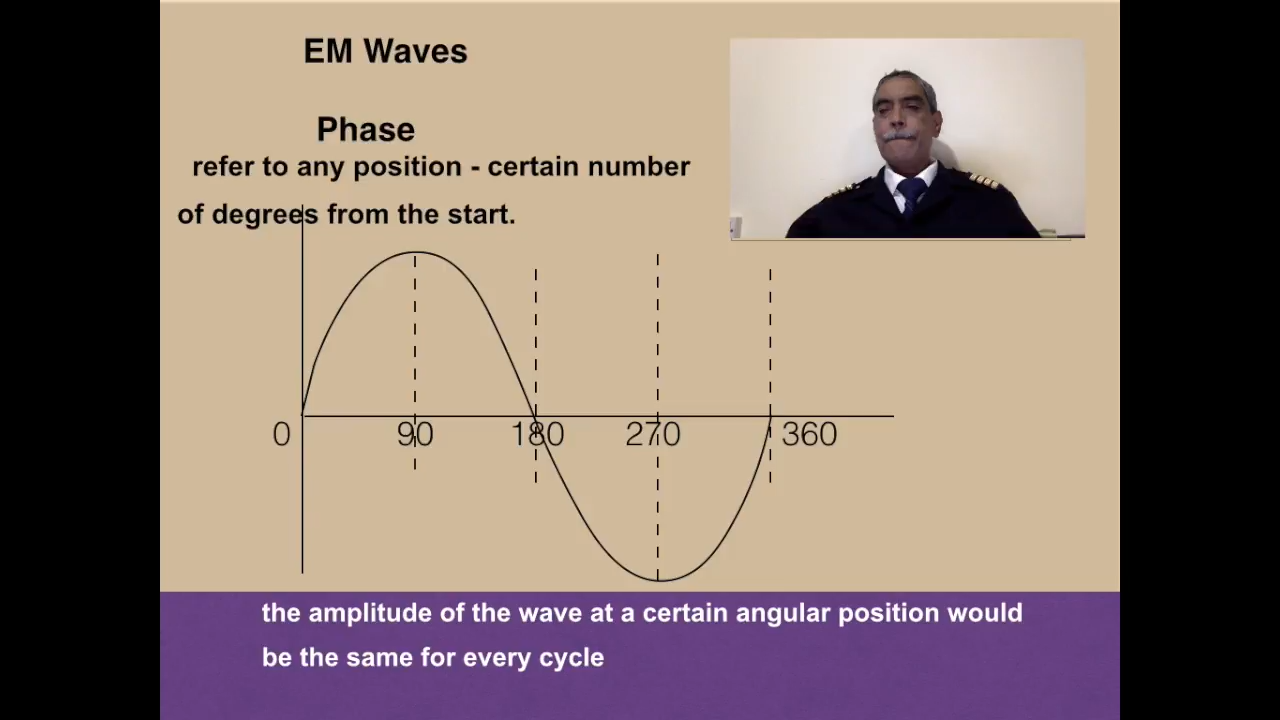 EM Waves
Phase
refer to any position - certain number
of degrees from the start.
0 90 180 270 360
the amplitude of the wave at a certain angular position would
be the same for every cycle